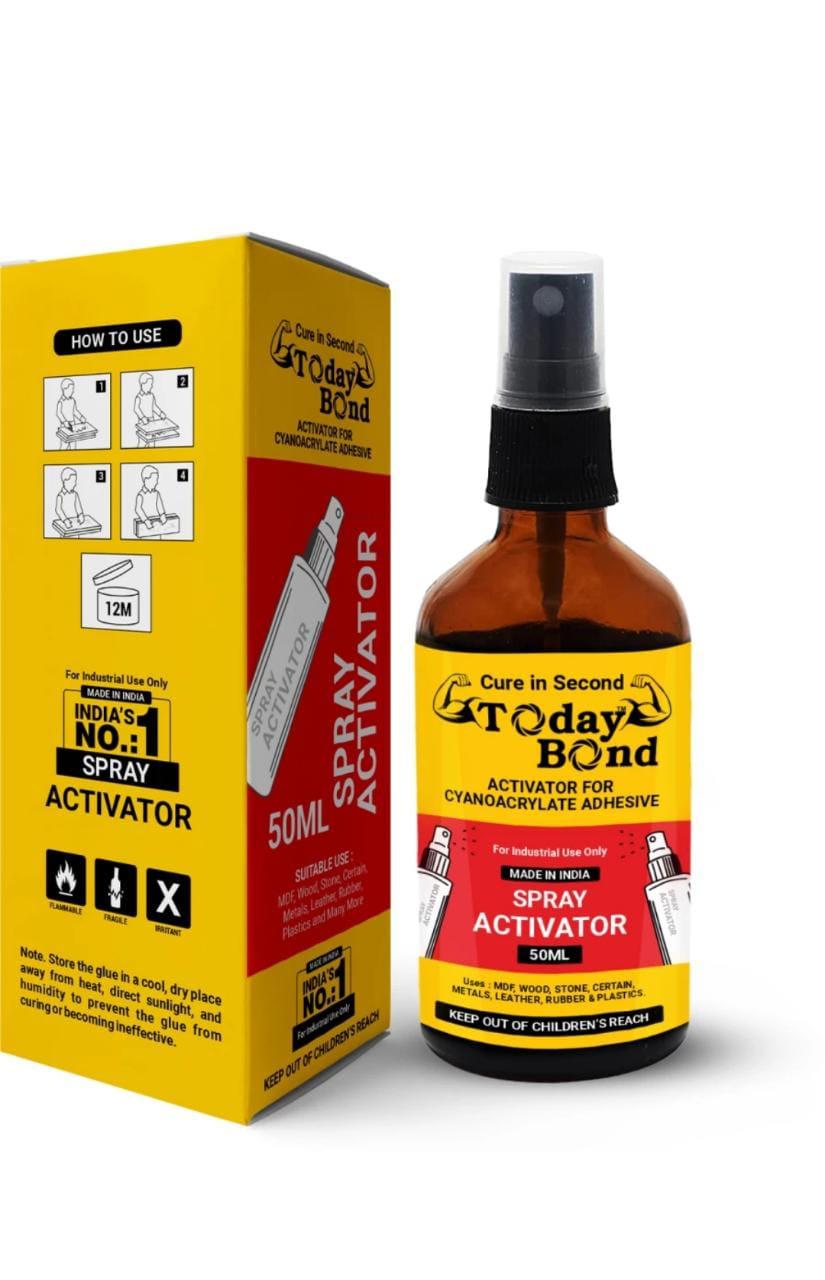 HOW TO USE
1
2
3
4
12M
For Industrial Use Only
MADE IN INDIA
INDIA'S
NO.:1
SPRAY
ACTIVATOR
FLAMMABLE
FRAGILE
X
IRRITANT
Note. Store the glue in a cool, dry place
away from heat, direct sunlight, and
humidity to prevent the glue from
curing or becoming ineffective.
Cure in Second
Today
Bond
ACTIVATOR FOR
CYANOACRYLATE ADHESIVE
SPRAY
ACTIVATOR
SPRAY
ACTIVATOR
50ML
SUITABLE USE :
MDF, Wood, Stone, Certain,
Metals, Leather, Rubber,
Plastics and Many More
MADE IN INDIA
INDIA'S
NO.:1
For Industrial Use Only
KEEP OUT OF CHILDREN'S REACH
Cure in Second
Today™
Bond
ACTIVATOR FOR
CYANOACRYLATE ADHESIVE
For Industrial Use Only
MADE IN INDIA
SPRAY
ACTIVATOR
50ML
SPRAY
ACTIVATOR
SPRAY
ACTIVATOR
Uses : MDF, WOOD, STONE, CERTAIN,
METALS, LEATHER, RUBBER & PLASTICS.
KEEP OUT OF CHILDREN'S REACH